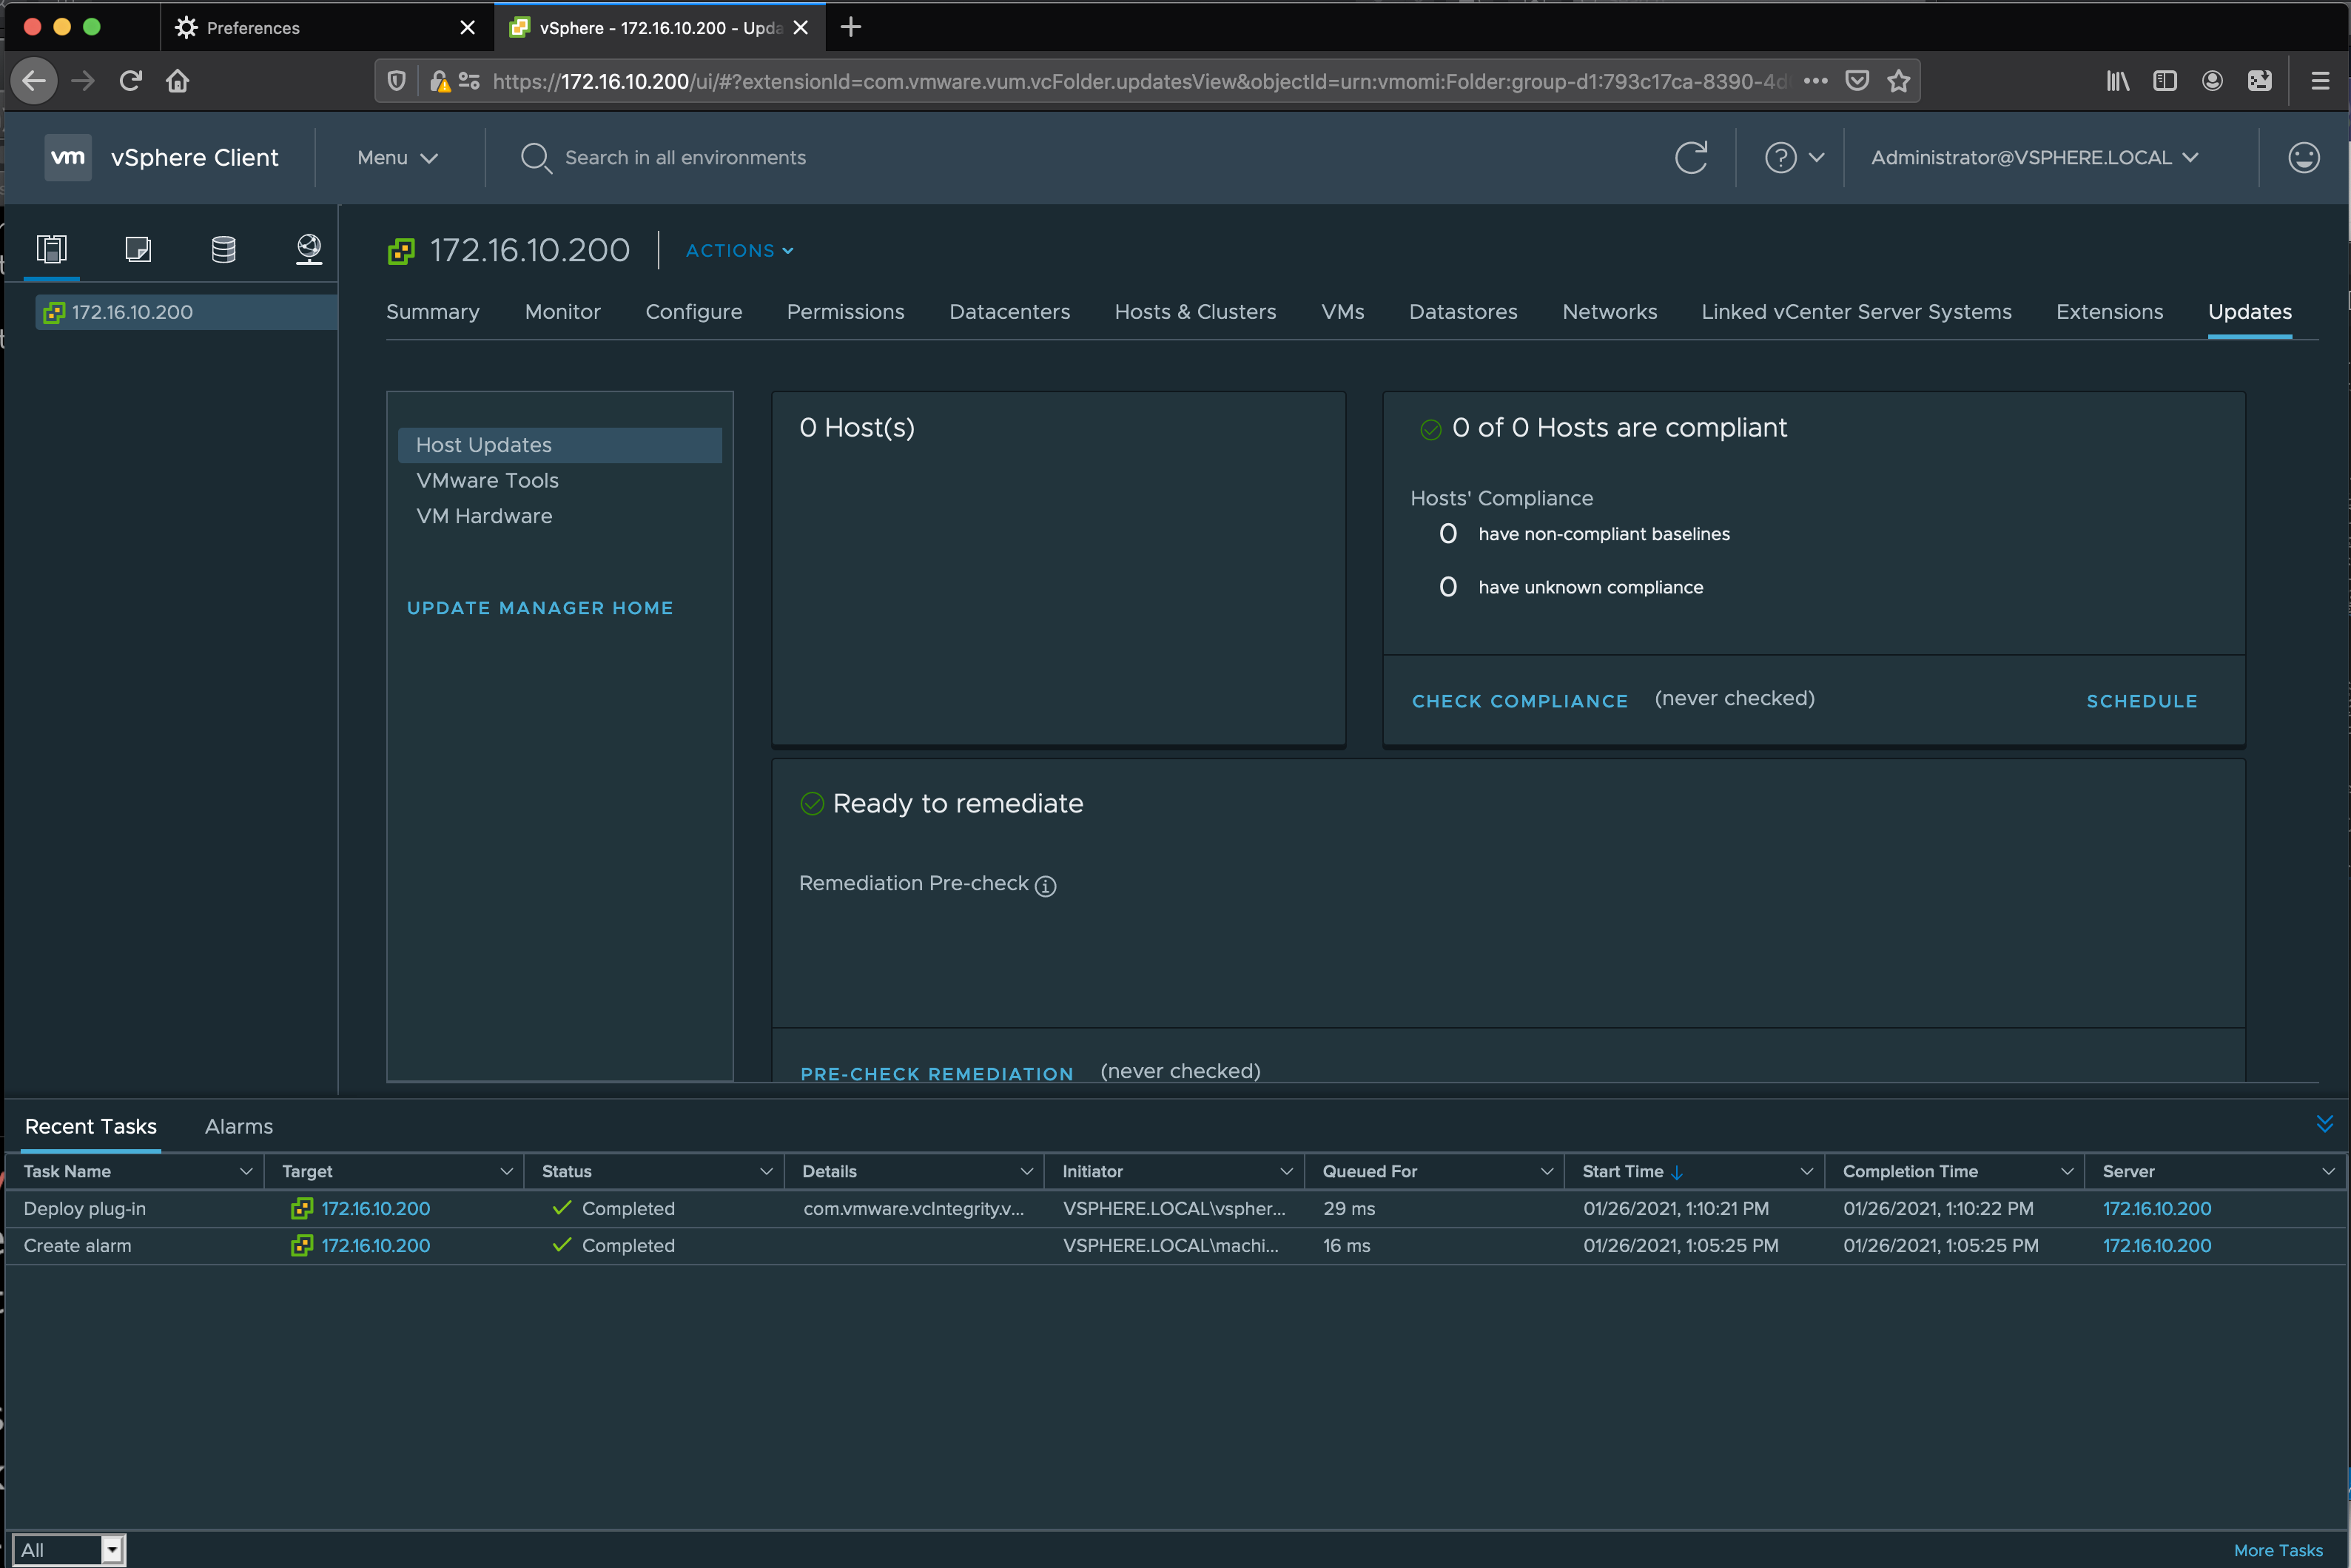 Preferences
vSphere - 172.16.10.200 - Upda
https://172.16.10.200/ui/#?extensionId=com.vmware.vum.vcFolder.updatesView&objectId=urn:vmomi:Folder:group-d1:793c17ca-8390-4d
vm vSphere Client Menu Search in all environments Administrator@VSPHERE.LOCAL
172.16.10.200 ACTIONS
172.16.10.200
Summary Monitor Configure Permissions Datacenters Hosts & Clusters VMs Datastores Networks Linked vCenter Server Systems Extensions Updates
Host Updates
VMware Tools
VM Hardware
UPDATE MANAGER HOME
0 Host(s)
0 of 0 Hosts are compliant
Hosts' Compliance
0 have non-compliant baselines
0 have unknown compliance
CHECK COMPLIANCE (never checked) SCHEDULE
Ready to remediate
Remediation Pre-check
PRE-CHECK REMEDIATION (never checked)
Recent Tasks Alarms
Task Name Target Status Details Initiator Queued For Start Time Completion Time Server
Deploy plug-in 172.16.10.200 Completed com.vmware.vcIntegrity.v... VSPHERE.LOCAL\vspher... 29 ms 01/26/2021, 1:10:21 PM 01/26/2021, 1:10:22 PM 172.16.10.200
Create alarm 172.16.10.200 Completed VSPHERE.LOCAL\machi... 16 ms 01/26/2021, 1:05:25 PM 01/26/2021, 1:05:25 PM 172.16.10.200
All More Tasks